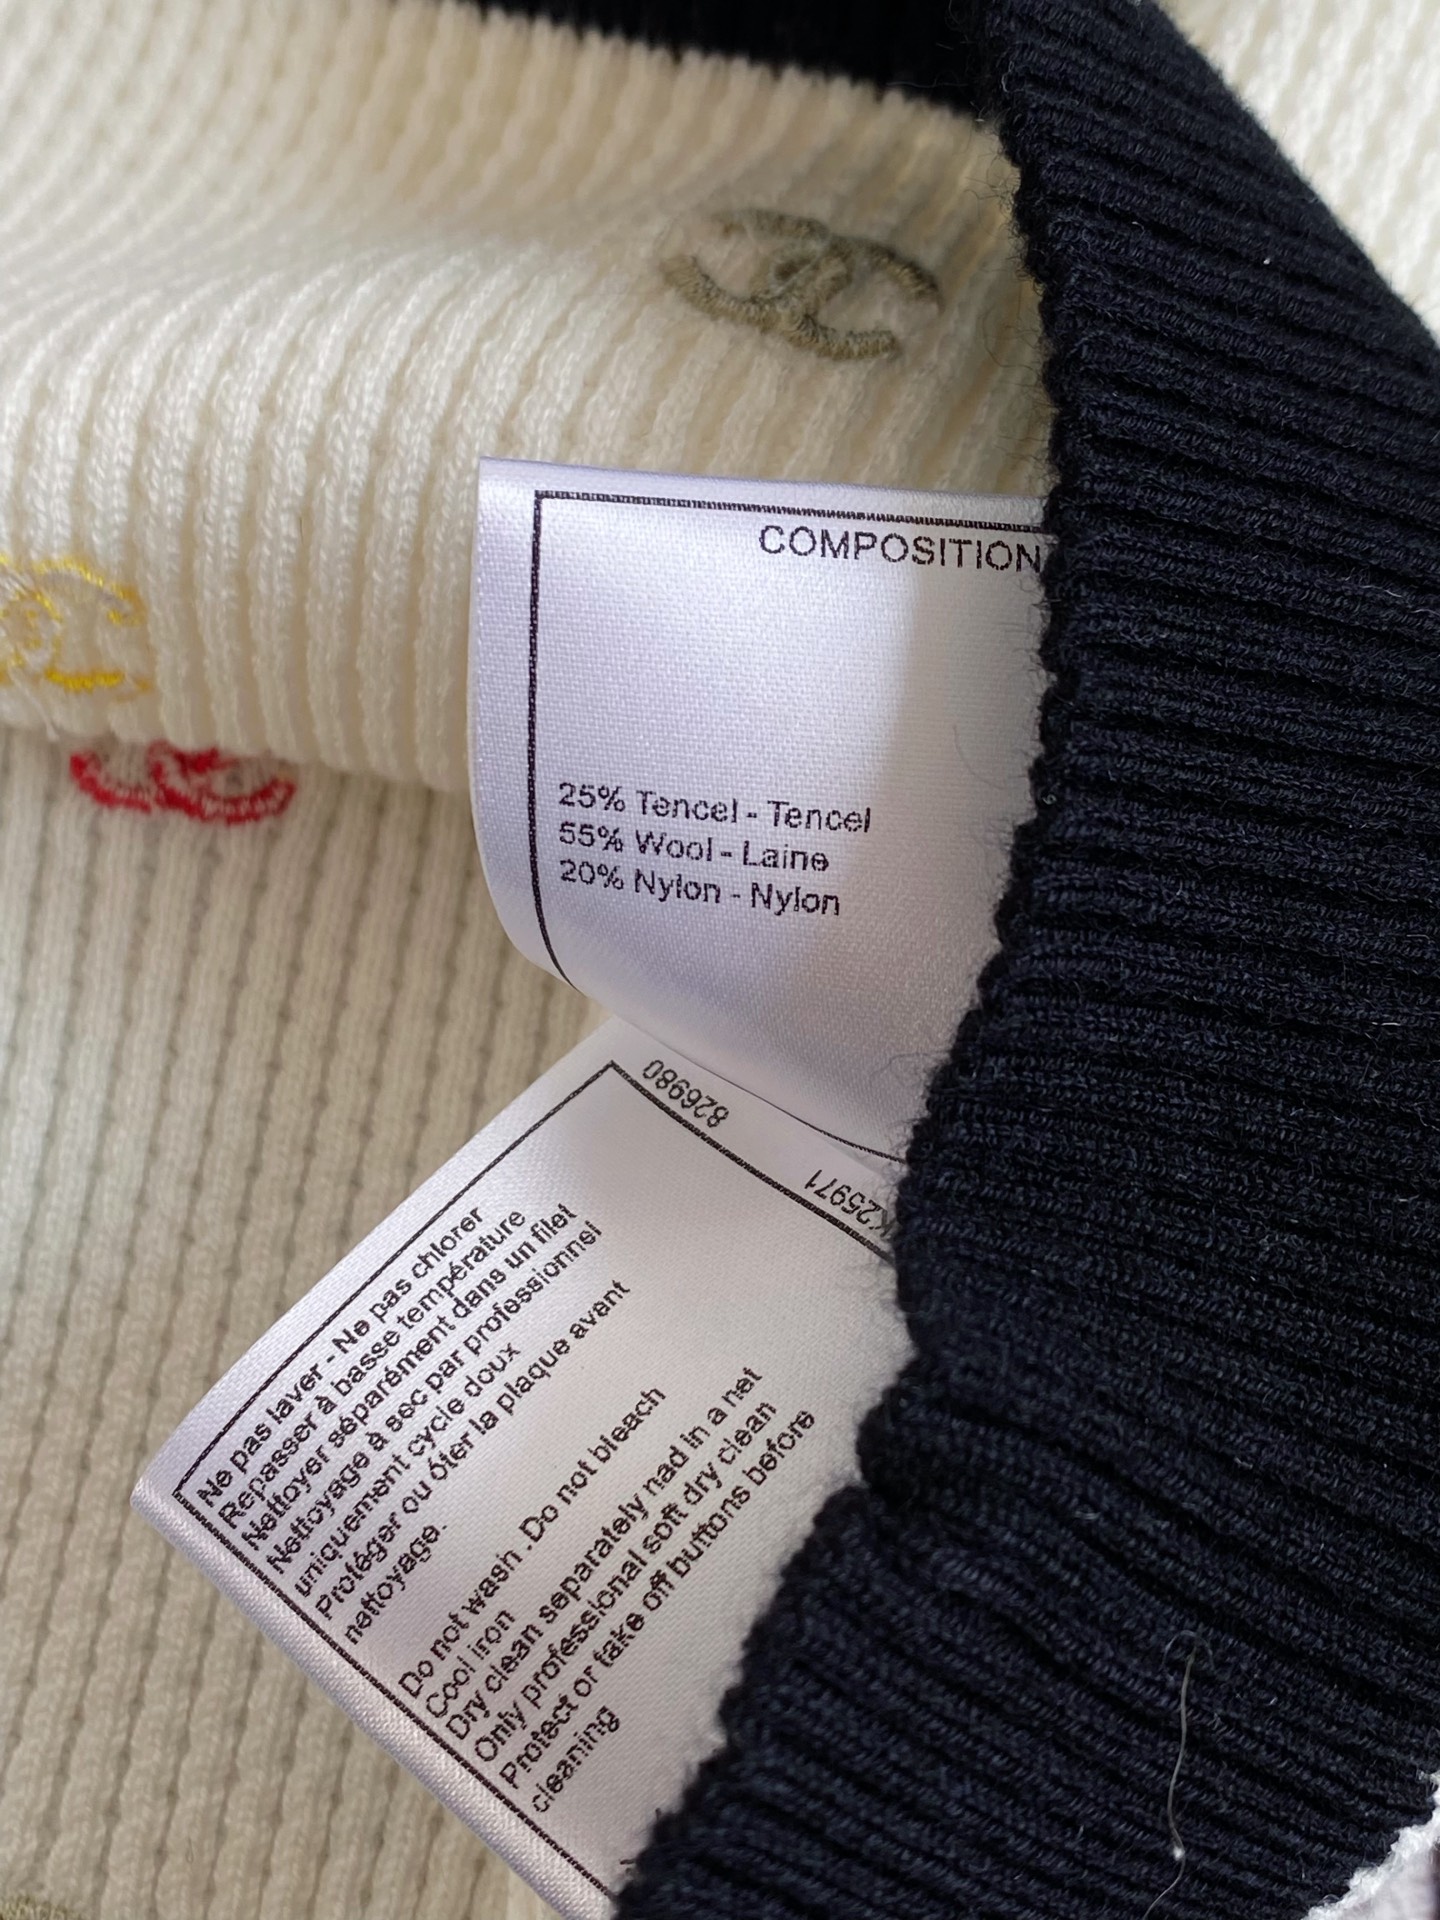 COMPOSITION
25% Tencel - Tencel
55% Wool - Laine
20% Nylon - Nylon
826980
K25971
Ne pas laver - Ne pas chlorer
Repasser à basse température
Nettoyer séparément dans un filet
Nettoyage à sec par professionnel
uniquement cycle doux
Protéger ou ôter la plaque avant
nettoyage.
Do not wash . Do not bleach
Cool iron
Dry clean separately nad in a net
Only professional soft dry clean
Protect or take off buttons before
cleaning